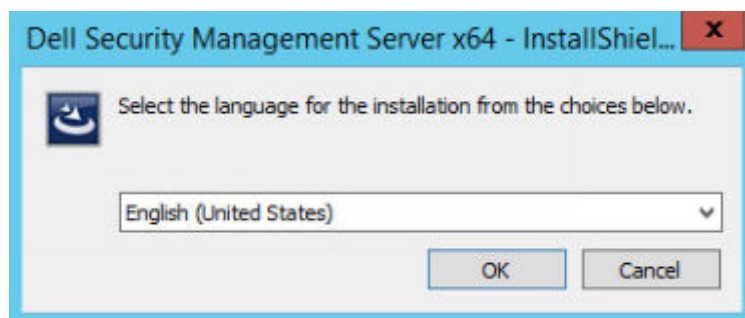 Dell Security Management Server x64 - InstallShiel...
x
Select the language for the installation from the choices below.
English (United States)
OK
Cancel